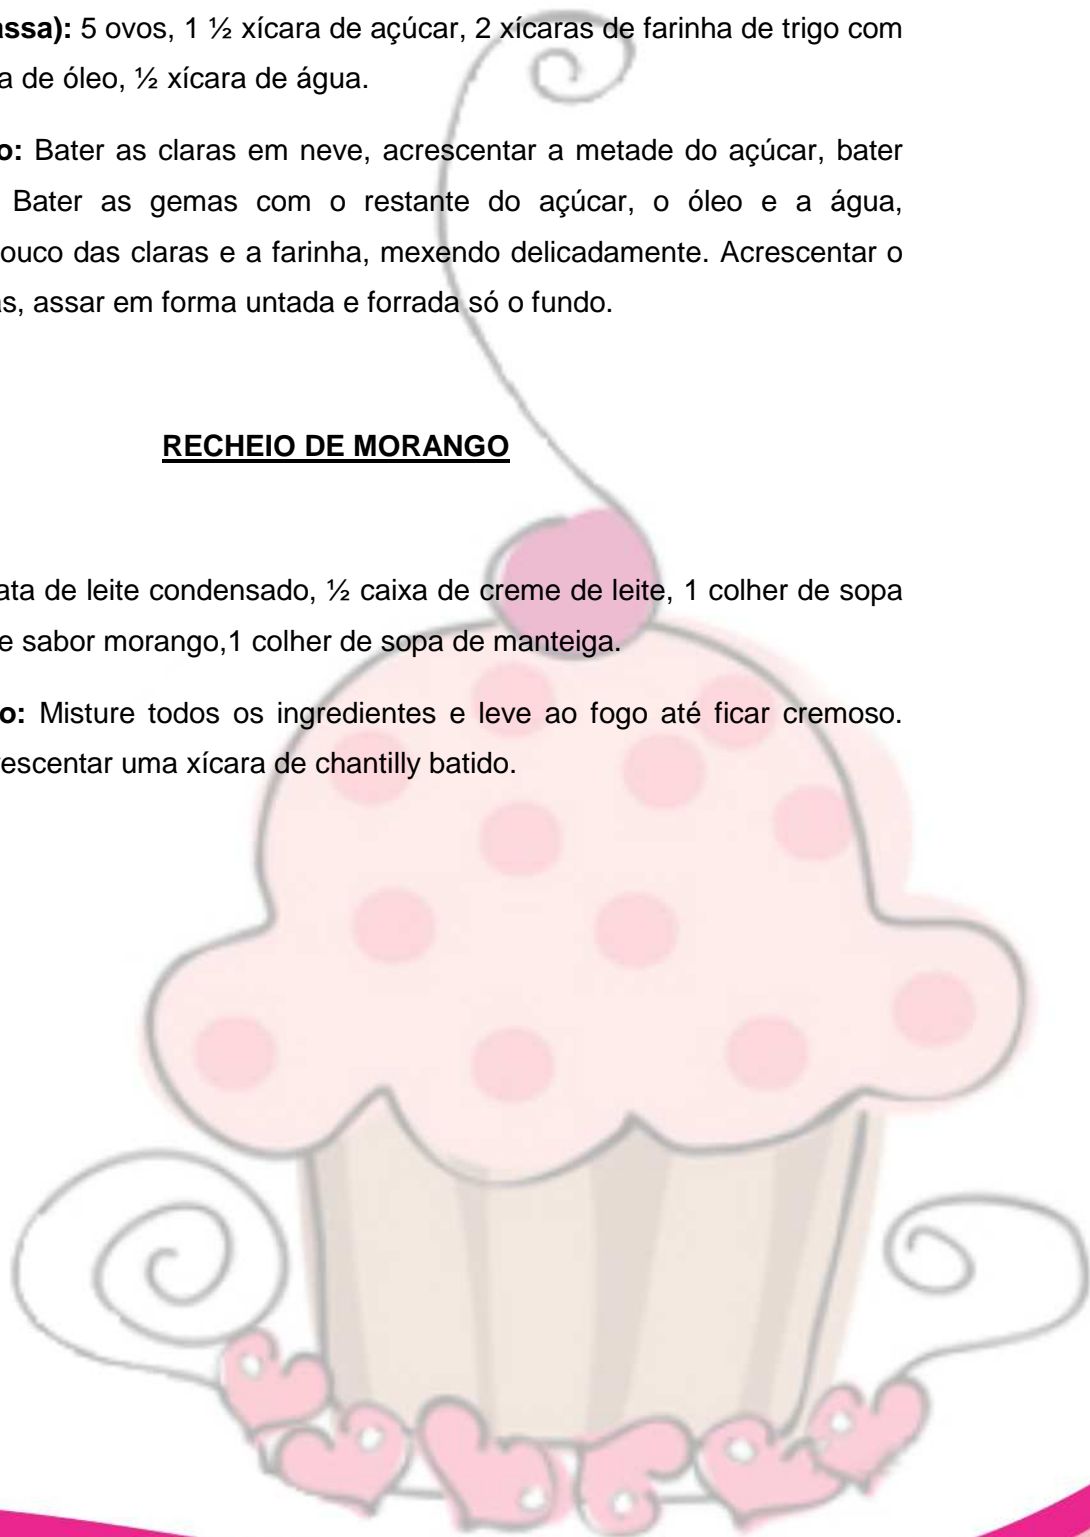 assa): 5 ovos, 1 ½ xícara de açúcar, 2 xícaras de farinha de trigo com
a de óleo, ½ xícara de água.
o: Bater as claras em neve, acrescentar a metade do açúcar, bater
Bater as gemas com o restante do açúcar, o óleo e a água,
ouco das claras e a farinha, mexendo delicadamente. Acrescentar o
as, assar em forma untada e forrada só o fundo.
RECHEIO DE MORANGO
ata de leite condensado, ½ caixa de creme de leite, 1 colher de sopa
e sabor morango,1 colher de sopa de manteiga.
o: Misture todos os ingredientes e leve ao fogo até ficar cremoso.
escentar uma xícara de chantilly batido.